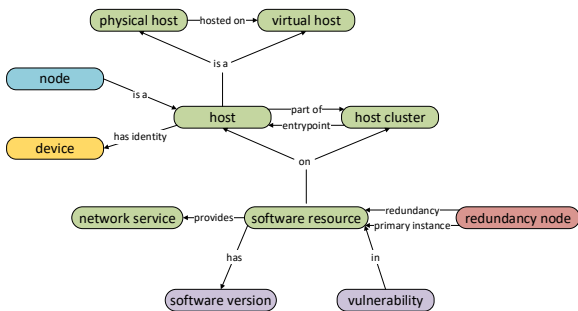 physical host
hosted on
virtual host
is a
node
is a
host
part of
entrypoint
host cluster
has identity
device
on
network service
provides
software resource
redundancy
primary instance
redundancy node
has
in
software version
vulnerability